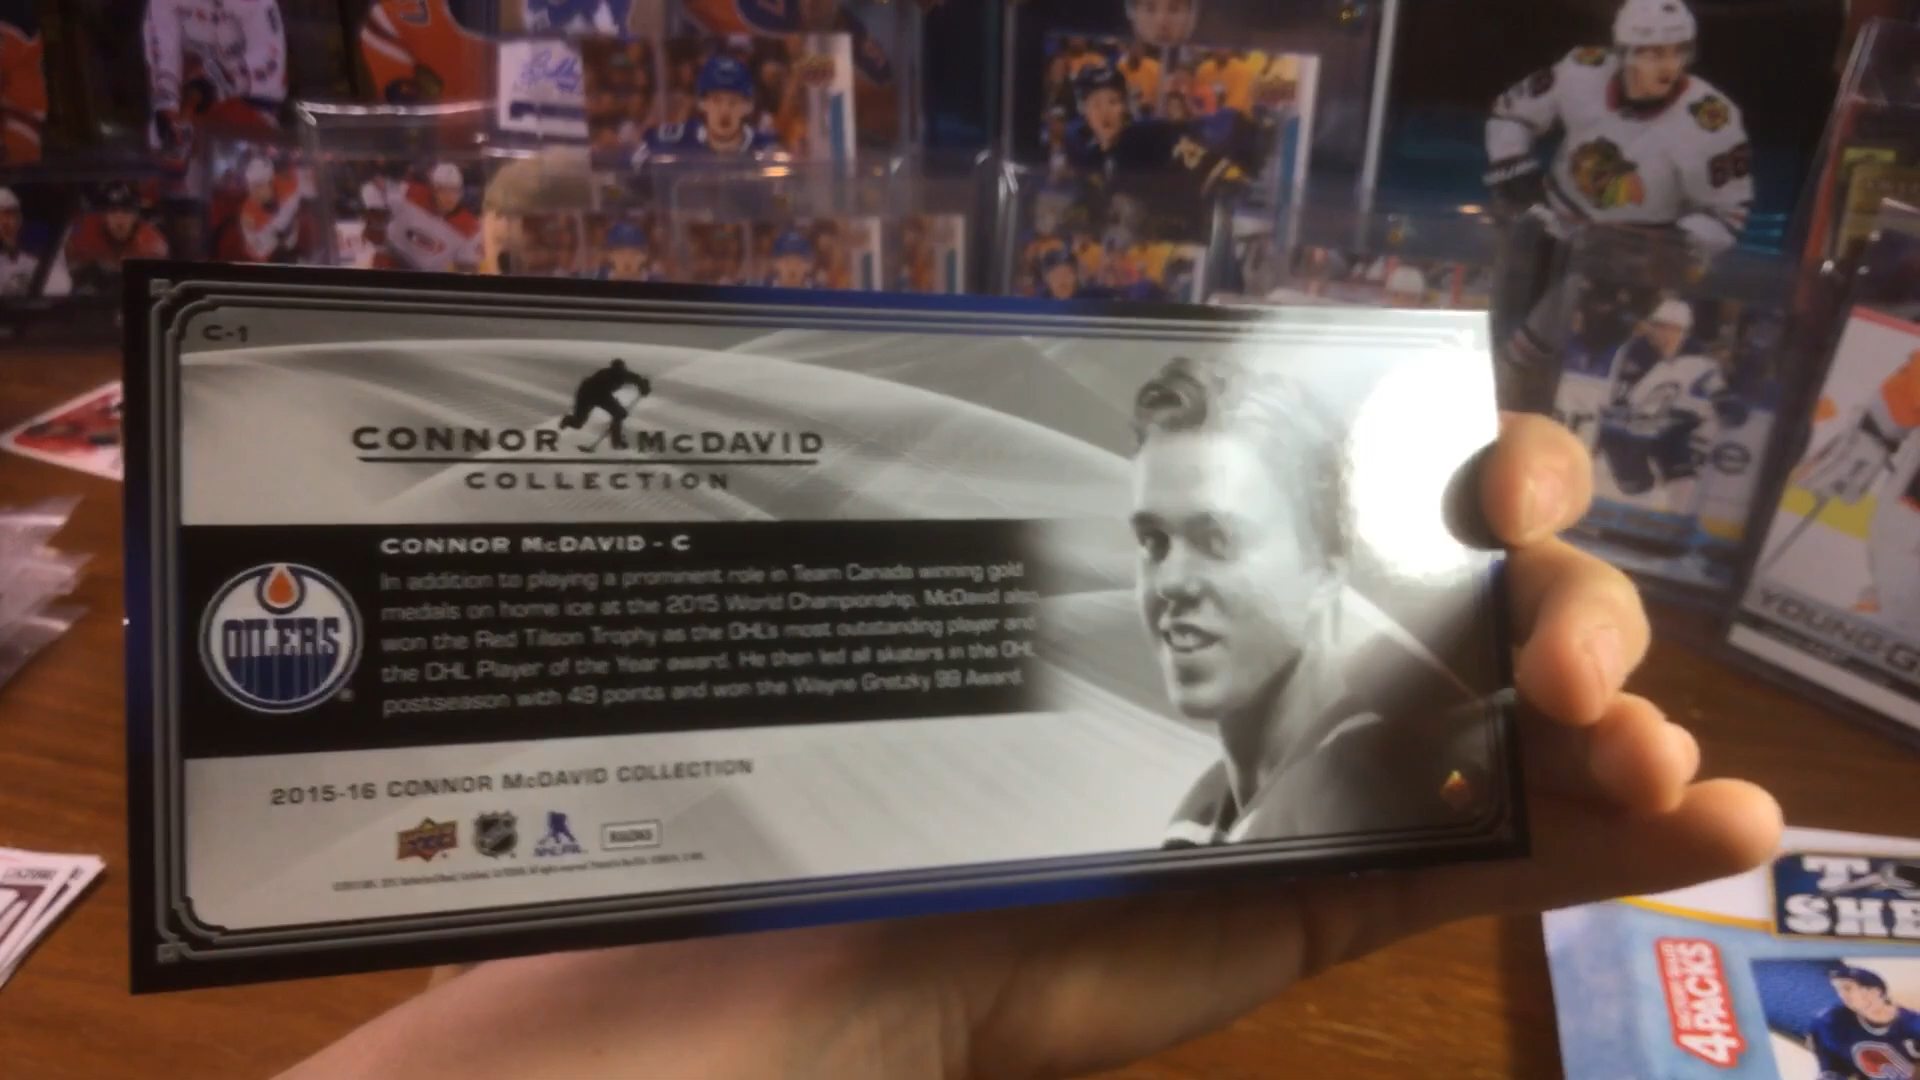 C-1
CONNOR McDAVID
COLLECTION
CONNOR McDAVID - C
In addition to playing a prominent role in Team Canada winning gold
medals on home ice at the 2015 World Championship, McDavid also
won the Red Tilson Trophy as the OHL's most outstanding player and
the CHL Player of the Year award. He then led all skaters in the OHL
postseason with 49 points and won the Wayne Gretzky 99 Award.
OILERS
2015-16 CONNOR McDAVID COLLECTION
NHLPA
YOUNG G
SHE
4 PACKS